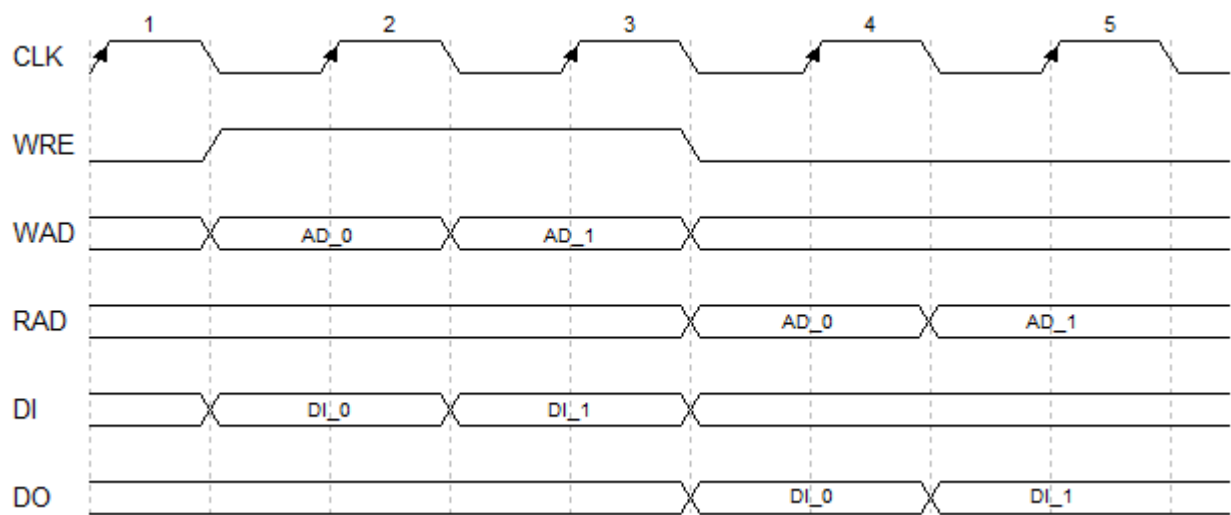 1 2 3 4 5
CLK
WRE
WAD AD_0 AD_1
RAD AD_0 AD_1
DI DI_0 DI_1
DO DI_0 DI_1